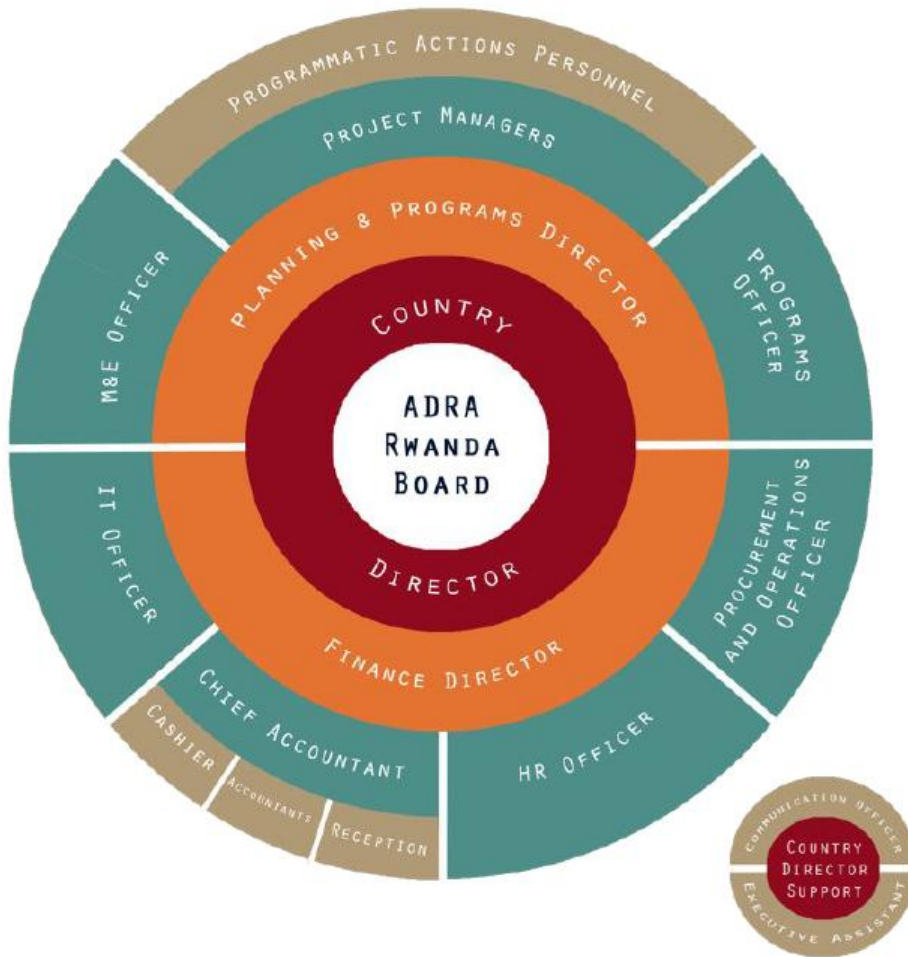 Programmatic Actions Personnel
Project Managers
Planning & Programs Director
Country
ADRA
Rwanda
Board
Director
Finance Director
M&E Officer
Programs
Officer
IT Officer
Procurement
and Operations
Officer
Chief Accountant
HR Officer
Cashier
Accountants
Reception
Communication Officer
Country
Director
Support
Executive Assistant